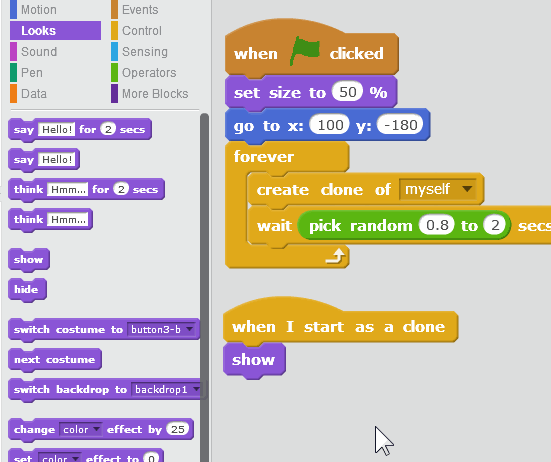 Motion
Events
Looks
Control
Sound
Sensing
Pen
Operators
Data
More Blocks
say Hello! for 2 secs
say Hello!
think Hmm... for 2 secs
think Hmm...
show
hide
switch costume to button3-b
next costume
switch backdrop to backdrop1
change color effect by 25
set color effect to 0
when clicked
set size to 50 %
go to x: 100 y: -180
forever
create clone of myself
wait pick random 0.8 to 2 secs
when I start as a clone
show